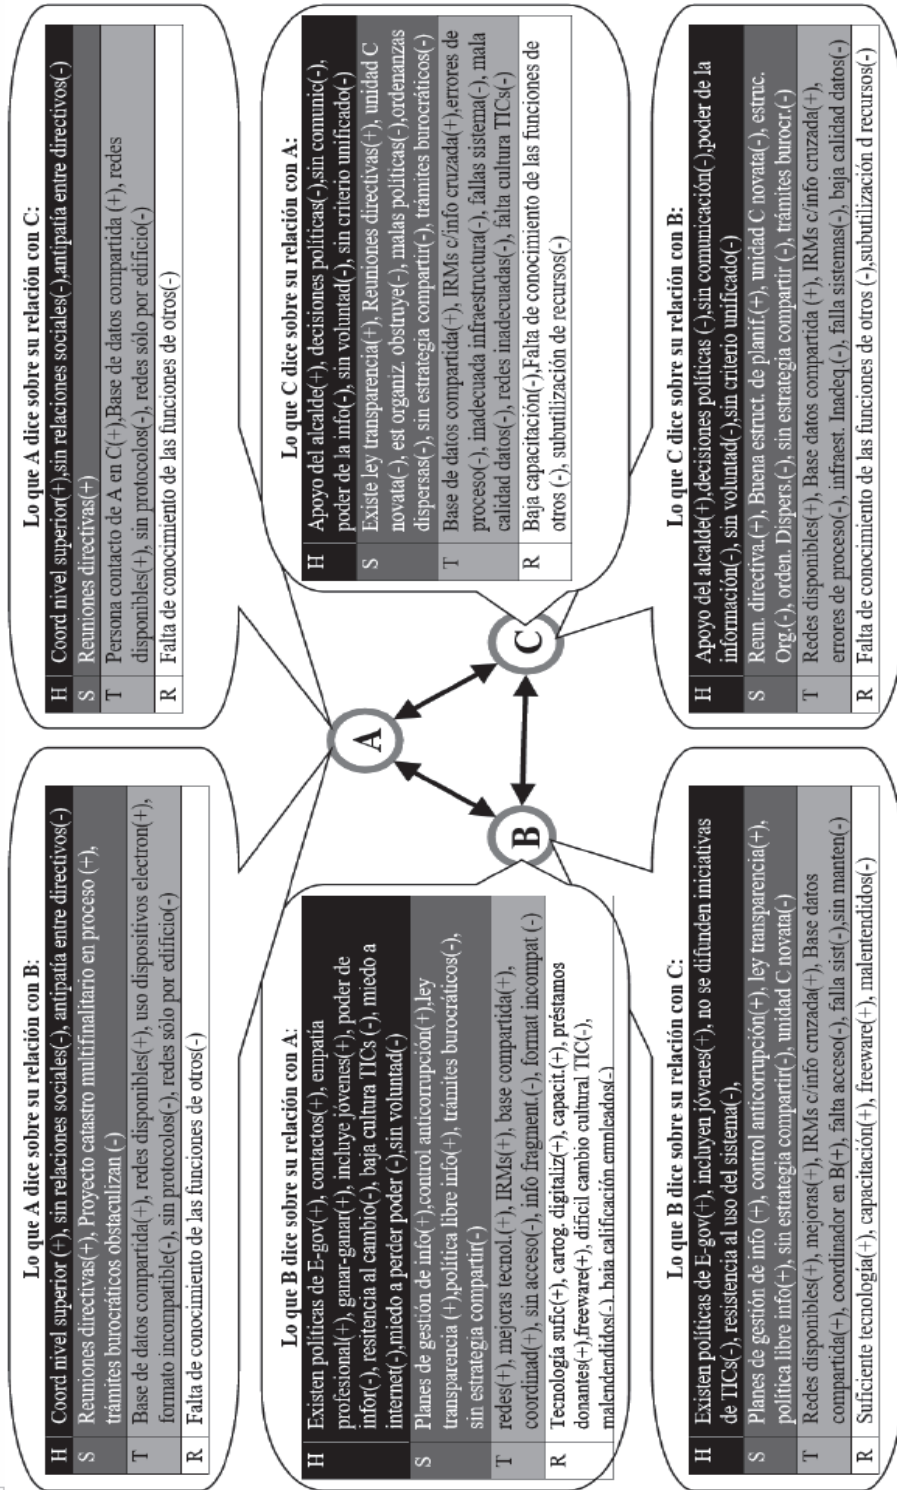 Lo que A dice sobre su relación con B:
H Coord nivel superior (+), sin relaciones sociales(-), antipatía entre directivos(-)
S Reuniones directivas(+), Proyecto catastro multifinalitario en proceso (+),
trámites burocráticos obstaculizan (-)
T Base de datos compartida(+), redes disponibles(+), uso dispositivos electron(+),
formato incompatible(-), sin protocolos(-), redes sólo por edificio(-)
R Falta de conocimiento de las funciones de otros(-)
Lo que A dice sobre su relación con C:
H Coord nivel superior(+),sin relaciones sociales(-),antipatía entre directivos(-)
S Reuniones directivas(+)
T Persona contacto de A en C(+),Base de datos compartida (+), redes
disponibles(+), sin protocolos(-), redes sólo por edificio(-)
R Falta de conocimiento de las funciones de otros(-)
Lo que B dice sobre su relación con A:
H Existen políticas de E-gov(+), contactos(+), empatía
profesional(+), ganar-ganar(+), incluye jóvenes(+), poder de
infor(-), resitencia al cambio(-), baja cultura TICs (-), miedo a
internet(-),miedo a perder poder (-),sin voluntad(-)
S Planes de gestión de info(+),control anticorrupción(+),ley
transparencia (+),política libre info(+), trámites burocráticos(-),
sin estrategia compartir(-)
T redes(+), mejoras tecnol.(+), IRMs(+), base compartida(+),
coordinad(+), sin acceso(-), info fragment.(-), format incompat (-)
R Tecnología sufic(+), cartog. digitaliz(+), capacit.(+), préstamos
donantes(+),freeware(+), difícil cambio cultural TIC(-),
malendendidos(-), baja calificación empleados(-)
A
B
C
Lo que C dice sobre su relación con A:
H Apoyo del alcalde(+), decisiones políticas(-),sin comunic(-),
poder de la info(-), sin voluntad(-), sin criterio unificado(-)
S Existe ley transparencia(+), Reuniones directivas(+), unidad C
novata(-), est organiz. obstruye(-), malas políticas(-),ordenanzas
dispersas(-), sin estrategia compartir(-), trámites burocráticos(-)
T Base de datos compartida(+), IRMs c/info cruzada(+),errores de
proceso(-), inadecuada infraestructura(-), fallas sistema(-), mala
calidad datos(-), redes inadecuadas(-), falta cultura TICs(-)
R Baja capacitación(-),Falta de conocimiento de las funciones de
otros (-), subutilización de recursos(-)
Lo que B dice sobre su relación con C:
H Existen políticas de E-gov(+), incluyen jóvenes(+), no se difunden iniciativas
de TICs(-), resistencia al uso del sistema(-),
S Planes de gestión de info (+), control anticorrupción(+), ley transparencia(+),
política libre info(+), sin estrategia compartir(-), unidad C novata(-)
T Redes disponibles(+), mejoras(+), IRMs c/info cruzada(+), Base datos
compartida(+), coordinador en B(+), falta acceso(-), falla sist(-),sin manten(-)
R Suficiente tecnología(+), capacitación(+), freeware(+), malentendidos(-)
Lo que C dice sobre su relación con B:
H Apoyo del alcalde(+),decisiones políticas (-),sin comunicación(-),poder de la
información(-), sin voluntad(-),sin criterio unificado(-)
S Reun. directiva.(+), Buena estruct. de planif.(+), unidad C novata(-), estruc.
Org.(-), orden. Dispers.(-), sin estrategia compartir (-), trámites burocr.(-)
T Redes disponibles(+), Base datos compartida (+), IRMs c/info cruzada(+),
errores de proceso(-), infraest. Inadeq.(-), falla sistemas(-), baja calidad datos(-)
R Falta de conocimiento de las funciones de otros (-),subutilización d recursos(-)